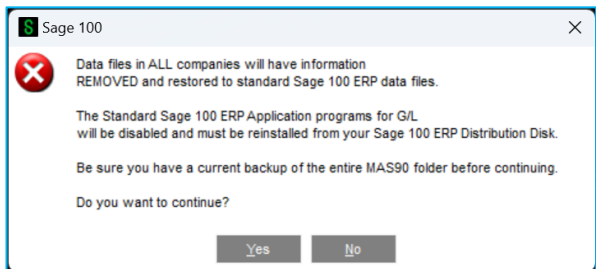 S Sage 100
Data files in ALL companies will have information
REMOVED and restored to standard Sage 100 ERP data files.
The Standard Sage 100 ERP Application programs for G/L
will be disabled and must be reinstalled from your Sage 100 ERP Distribution Disk.
Be sure you have a current backup of the entire MAS90 folder before continuing.
Do you want to continue?
Yes No